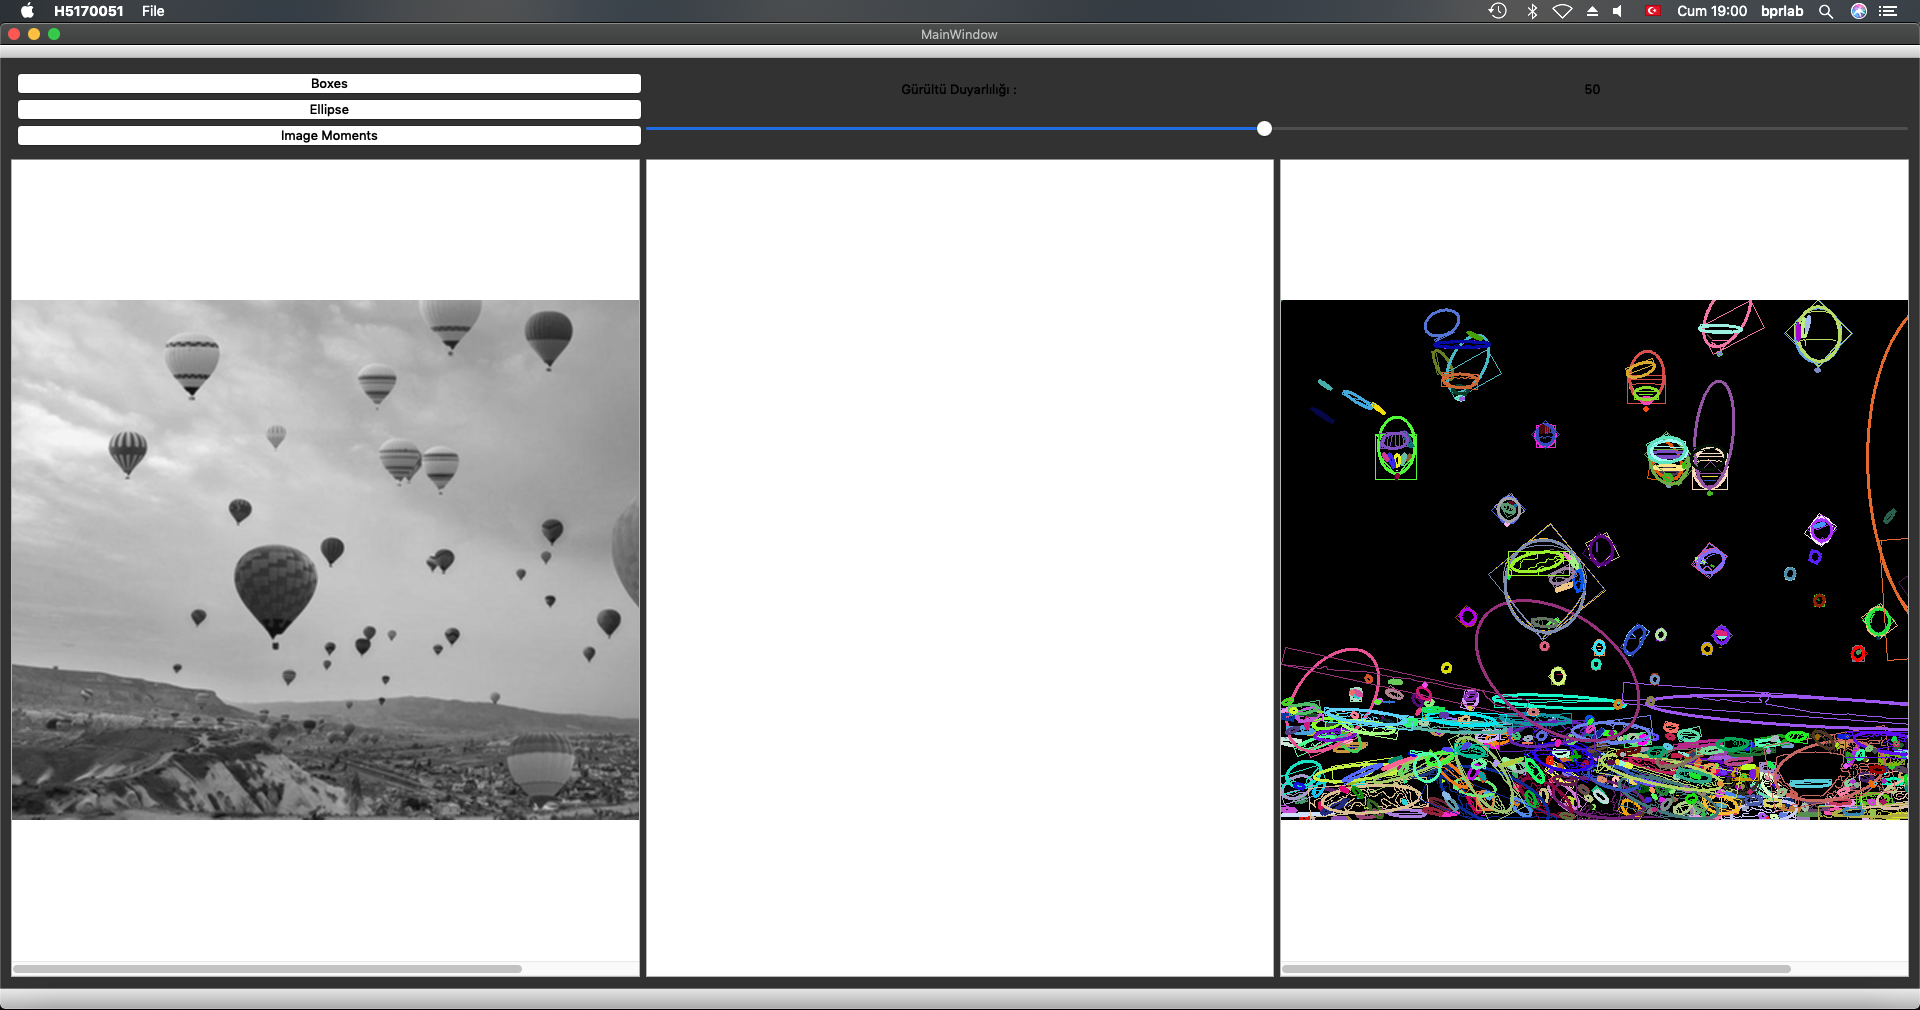 H5170051 File Cum 19:00 bprlab
MainWindow
Boxes
Ellipse
Image Moments
Gürültü Duyarlılığı : 50